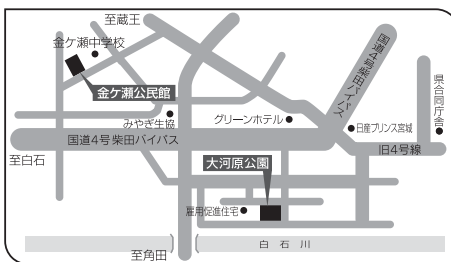 至蔵王
金ケ瀬中学校
金ケ瀬公民館
国道4号柴田バイパス
県合同庁舎
みやぎ生協
グリーンホテル
日産プリンス宮城
国道4号柴田バイパス
旧4号線
至白石
大河原公園
雇用促進住宅
白石川
至角田